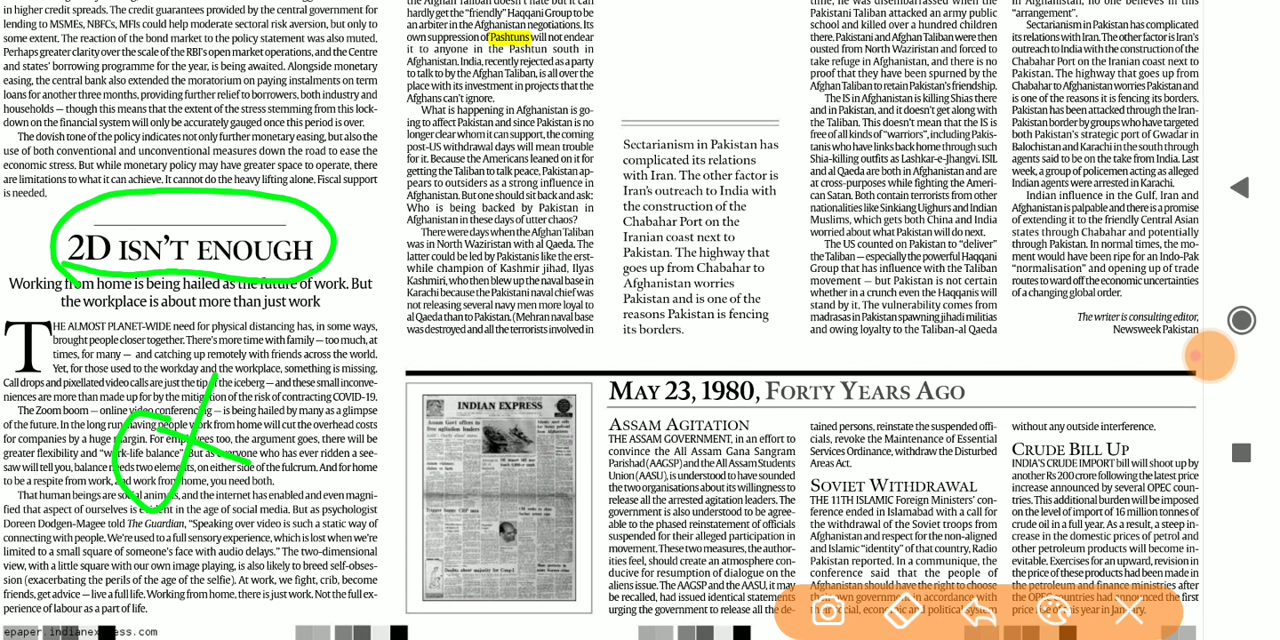 in higher credit spreads. The credit guarantees provided by the central government for
lending to MSMEs, NBFCs, MFIs could help moderate sectoral risk aversion, but only to
some extent. The reaction of the bond market to the policy statement was also muted.
Perhaps greater clarity over the scale of the RBI's open market operations, and the Centre
and states' borrowing programme for the year, is being awaited. Alongside monetary
easing, the central bank also extended the moratorium on paying instalments on term
loans for another three months, providing further relief to borrowers, both industry and
households — though this means that the extent of the stress stemming from this lock-
down on the financial system will only be accurately gauged once this period is over.
The dovish tone of the policy indicates not only further monetary easing, but also the
use of both conventional and unconventional measures down the road to ease the
economic stress. But while monetary policy may have greater space to operate, there
are limitations to what it can achieve. It cannot do the heavy lifting alone. Fiscal support
is needed.
2D ISN'T ENOUGH
Working from home is being hailed as the future of work. But
the workplace is about more than just work
THE ALMOST PLANET-WIDE need for physical distancing has, in some ways,
brought people closer together. There's more time with family — too much, at
times, for many — and catching up remotely with friends across the world.
Yet, for those used to the workday and the workplace, something is missing.
Call drops and pixellated video calls are just the tip of the iceberg — and these small inconve-
niences are more than made up for by the mitigation of the risk of contracting COVID-19.
The Zoom boom — online video conferencing — is being hailed by many as a glimpse
of the future. In the long run, having people work from home will cut the overhead costs
for companies by a huge margin. For employees too, the argument goes, there will be
greater flexibility and "work-life balance". But as everyone who has ever ridden a see-
saw will tell you, balance needs two elements, on either side of the fulcrum. And for home
to be a respite from work, and work from home, you need both.
That human beings are social animals, and the internet has enabled and even magni-
fied that aspect of ourselves is evident in the age of social media. But as psychologist
Doreen Dodgen-Magee told The Guardian, "Speaking over video is such a static way of
connecting with people. We're used to a full sensory experience, which is lost when we're
limited to a small square of someone's face with audio delays." The two-dimensional
view, with a little square with our own image playing, is also likely to breed self-obses-
sion (exacerbating the perils of the age of the selfie). At work, we fight, crib, become
friends, get advice — live a full life. Working from home, there is just work. Not the full ex-
perience of labour as a part of life.
the Afghan Taliban doesn't hate but it can
hardly get the "friendly" Haqqani Group to be
an arbiter in the Afghanistan negotiations. Its
own suppression of Pashtuns will not endear
it to anyone in the Pashtun south in
Afghanistan. India, recently rejected as a party
to talk to by the Afghan Taliban, is all over the
place with its investment in projects that the
Afghans can't ignore.
What is happening in Afghanistan is go-
ing to affect Pakistan and since Pakistan is no
longer clear whom it can support, the coming
post-US withdrawal days will mean trouble
for it. Because the Americans leaned on it for
getting the Taliban to talk peace, Pakistan ap-
pears to outsiders as a strong influence in
Afghanistan. But one should sit back and ask:
Who is being backed by Pakistan in
Afghanistan in these days of utter chaos?
There were days when the Afghan Taliban
was in North Waziristan with al Qaeda. The
latter could be led by Pakistanis like the erst-
while champion of Kashmir jihad, Ilyas
Kashmiri, who then blew up the naval base in
Karachi because the Pakistani naval chief was
not releasing several navy men more loyal to
al Qaeda than to Pakistan. (Mehran naval base
was destroyed and all the terrorists involved in
Sectarianism in Pakistan has
complicated its relations
with Iran. The other factor is
Iran's outreach to India with
the construction of the
Chabahar Port on the
Iranian coast next to
Pakistan. The highway that
goes up from Chabahar to
Afghanistan worries
Pakistan and is one of the
reasons Pakistan is fencing
its borders.
time, he was disembarrassed when the
Pakistani Taliban attacked an army public
school and killed over a hundred children
there. Pakistani and Afghan Taliban were then
ousted from North Waziristan and forced to
take refuge in Afghanistan, and there is no
proof that they have been spurned by the
Afghan Taliban to retain Pakistan's friendship.
The IS in Afghanistan is killing Shias there
and in Pakistan, and it doesn't get along with
the Taliban. This doesn't mean that the IS is
free of all kinds of "warriors", including Pakis-
tanis who have links back home through such
Shia-killing outfits as Lashkar-e-Jhangvi. ISIL
and al Qaeda are both in Afghanistan and are
at cross-purposes while fighting the Ameri-
can Satan. Both contain terrorists from other
nationalities like Sinkiang Uighurs and Indian
Muslims, which gets both China and India
worried about what Pakistan will do next.
The US counted on Pakistan to "deliver"
the Taliban — especially the powerful Haqqani
Group that has influence with the Taliban
movement — but Pakistan is not certain
whether in a crunch even the Haqqanis will
stand by it. The vulnerability comes from
madrasas in Pakistan spawning jihadi militias
and owing loyalty to the Taliban-al Qaeda
in Afghanistan, no one believes in this
"arrangement".
Sectarianism in Pakistan has complicated
its relations with Iran. The other factor is Iran's
outreach to India with the construction of the
Chabahar Port on the Iranian coast next to
Pakistan. The highway that goes up from
Chabahar to Afghanistan worries Pakistan and
is one of the reasons it is fencing its borders.
Pakistan has been attacked through the Iran-
Pakistan border by groups who have targeted
both Pakistan's strategic port of Gwadar in
Balochistan and Karachi in the south through
agents said to be on the take from India. Last
week, a group of policemen acting as alleged
Indian agents were arrested in Karachi.
Indian influence in the Gulf, Iran and
Afghanistan is palpable and there is a promise
of extending it to the friendly Central Asian
states through Chabahar and potentially
through Pakistan. In normal times, the mo-
ment would have been ripe for an Indo-Pak
"normalisation" and opening up of trade
routes to ward off the economic uncertainties
of a changing global order.
The writer is consulting editor,
Newsweek Pakistan
INDIAN EXPRESS
MAY 23, 1980, FORTY YEARS AGO
ASSAM AGITATION
THE ASSAM GOVERNMENT, in an effort to
convince the All Assam Gana Sangram
Parishad (AAGSP) and the All Assam Students
Union (AASU), is understood to have sounded
the two organisations about its willingness to
release all the arrested agitation leaders. The
government is also understood to be agree-
able to the phased reinstatement of officials
suspended for their alleged participation in
movement. These two measures, the author-
ities feel, should create an atmosphere con-
ducive for resumption of dialogue on the
aliens issue. The AAGSP and the AASU, it may
be recalled, had issued identical statements
urging the government to release all the de-
tained persons, reinstate the suspended offi-
cials, revoke the Maintenance of Essential
Services Ordinance, withdraw the Disturbed
Areas Act.
SOVIET WITHDRAWAL
THE 11TH ISLAMIC Foreign Ministers' con-
ference ended in Islamabad with a call for
the withdrawal of the Soviet troops from
Afghanistan and respect for the non-aligned
and Islamic "identity" of that country, Radio
Pakistan reported. In a communique, the
conference said that the people of
Afghanistan should have the right to choose
their own government in accordance with
their social, economic and political system
without any outside interference.
CRUDE BILL UP
INDIA'S CRUDE IMPORT bill will shoot up by
another Rs 200 crore following the latest price
increase announced by several OPEC coun-
tries. This additional burden will be imposed
on the level of import of 16 million tonnes of
crude oil in a full year. As a result, a steep in-
crease in the domestic prices of petrol and
other petroleum products will become in-
evitable. Exercises for an upward, revision in
the price of these products had been made in
the petroleum and finance ministries after
the OPEC countries had announced the first
price rise of this year in January.
epaper.indianexpress.com